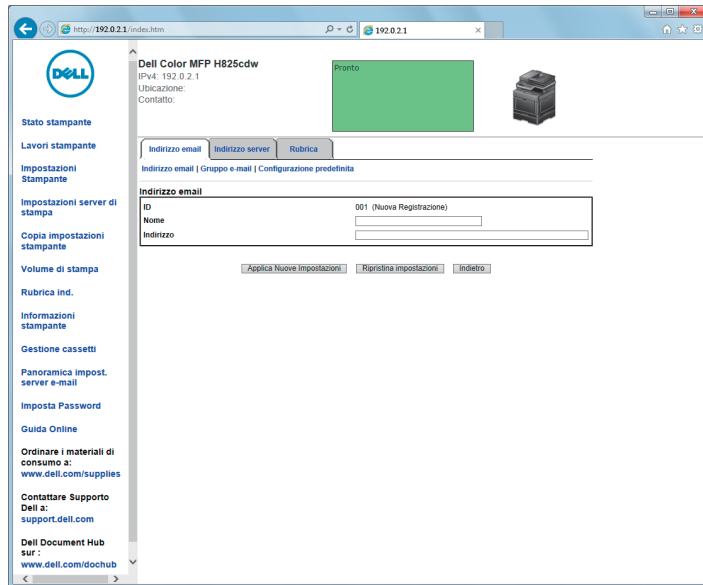 http://192.0.2.1/index.htm
192.0.2.1
DELL
Dell Color MFP H825cdw
IPv4: 192.0.2.1
Ubicazione:
Contatto:
Pronto
Stato stampante
Lavori stampante
Impostazioni
Stampante
Impostazioni server di
stampa
Copia impostazioni
stampante
Volume di stampa
Rubrica ind.
Informazioni
stampante
Gestione cassetti
Panoramica impost.
server e-mail
Imposta Password
Guida Online
Ordinare i materiali di
consumo a:
www.dell.com/supplies
Contattare Supporto
Dell a:
support.dell.com
Dell Document Hub
sur :
www.dell.com/dochub
Indirizzo email
Indirizzo server
Rubrica
Indirizzo email | Gruppo e-mail | Configurazione predefinita
Indirizzo email
ID 001 (Nuova Registrazione)
Nome
Indirizzo
Applica Nuove Impostazioni
Ripristina impostazioni
Indietro